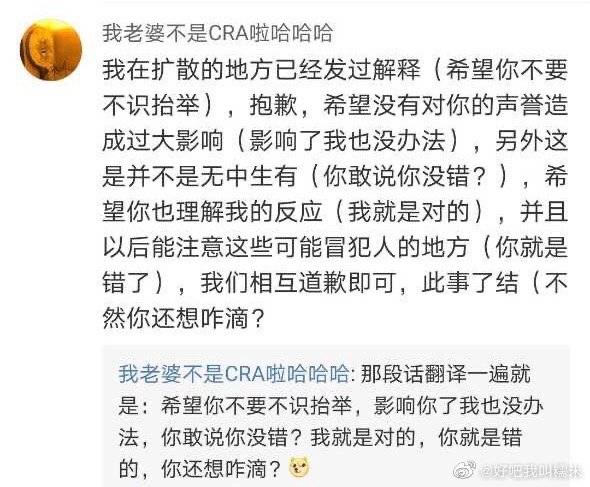 我老婆不是CRA啦哈哈哈
我在扩散的地方已经发过解释（希望你不要
不识抬举），抱歉，希望没有对你的声誉造
成过大影响（影响了我也没办法），另外这
是并不是无中生有（你敢说你没错？），希
望你也理解我的反应（我就是对的），并且
以后能注意这些可能冒犯人的地方（你就是
错了），我们相互道歉即可，此事了结（不
然你还想咋滴？
我老婆不是CRA啦哈哈哈: 那段话翻译一遍就
是：希望你不要不识抬举，影响你了我也没办
法，你敢说你没错？我就是对的，你就是错
的，你还想咋滴？
@好吧我叫糯米